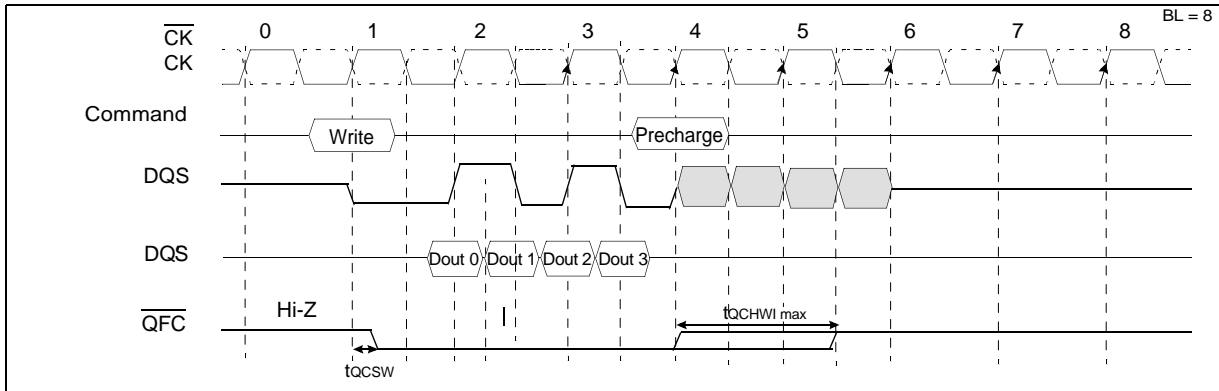 BL = 8
0 1 2 3 4 5 6 7 8
CK
CK
Command
Write
Precharge
DQS
DQS
Dout 0 Dout 1 Dout 2 Dout 3
Hi-Z
QFC
tQCHWI max
tQCSW